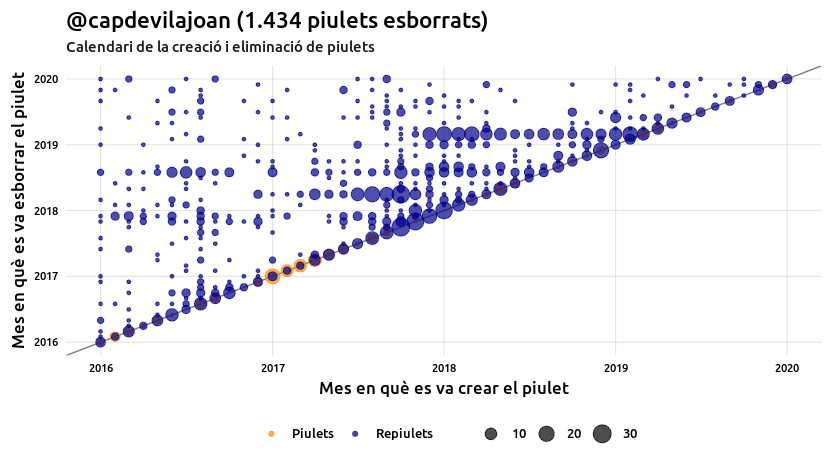 @capdevilajoan (1.434 piulets esborrats)
Calendari de la creació i eliminació de piulets
Mes en què es va esborrar el piulet
2020
2019
2018
2017
2016
2016 2017 2018 2019 2020
Mes en què es va crear el piulet
Piulets Repiulets 10 20 30